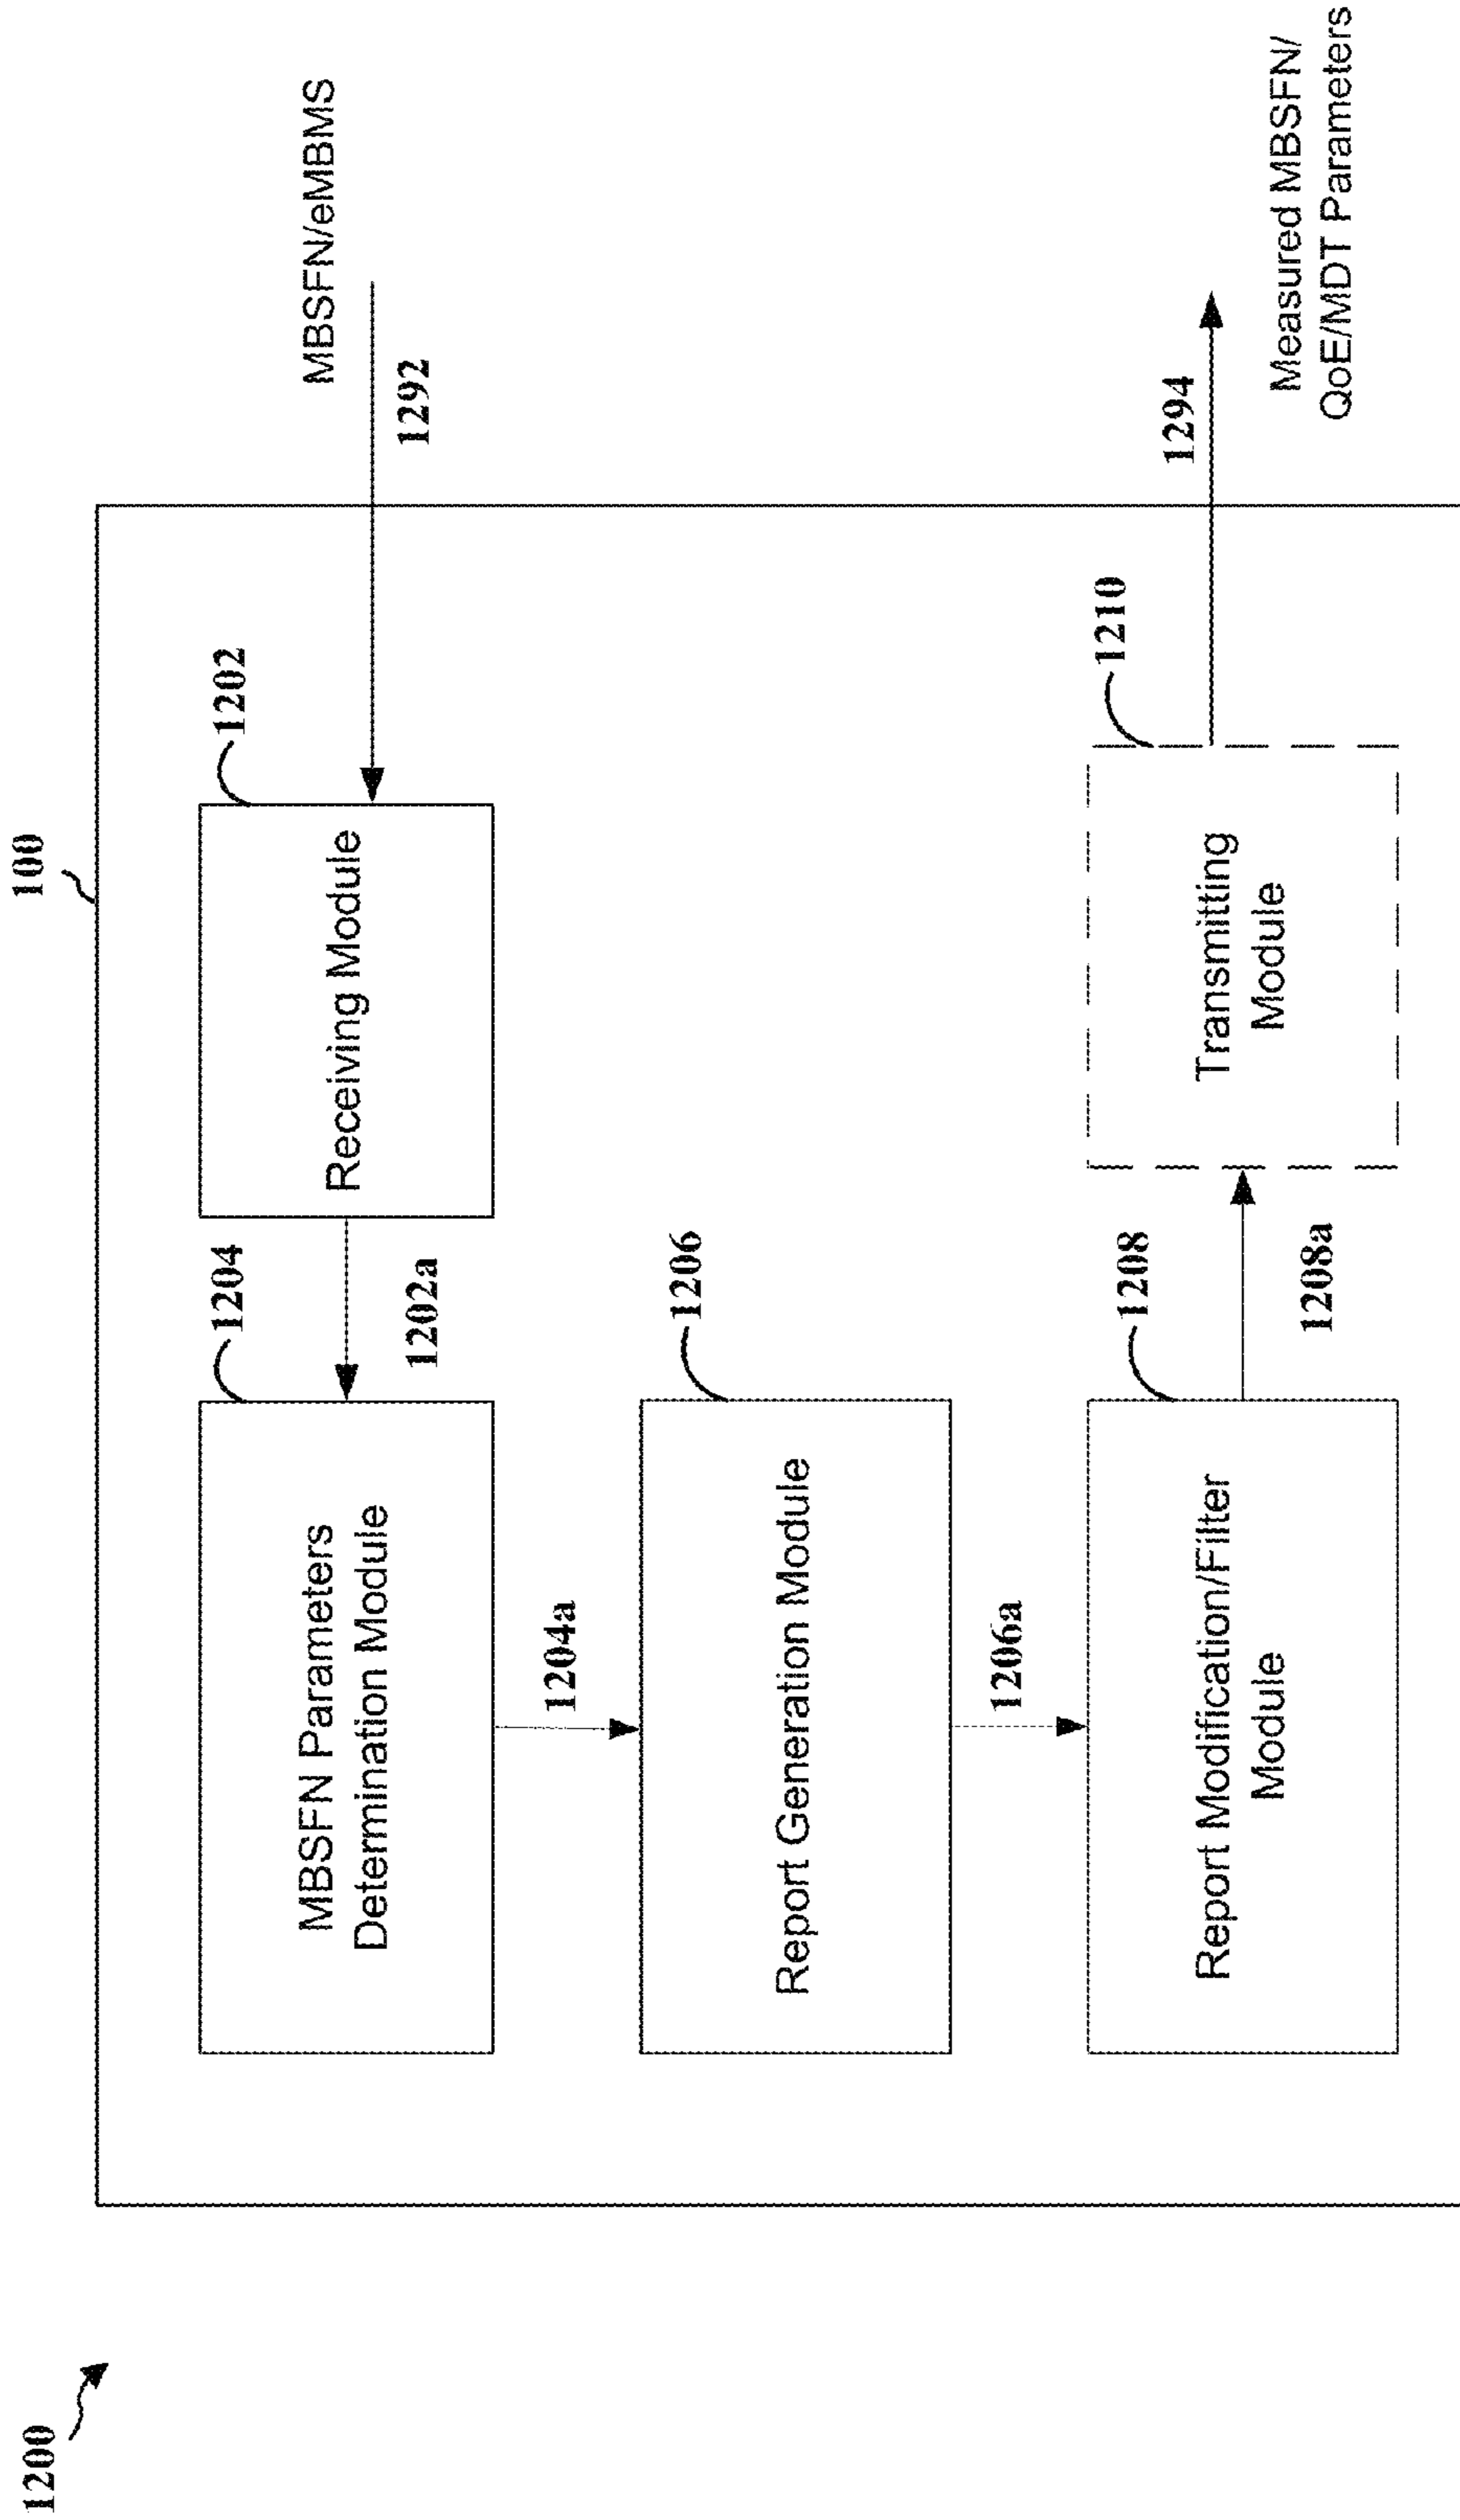 1200
100
1204
1202
MBSFN/eMBMS
MBSFN Parameters
Determination Module
Receiving Module
1202a
1292
1204a
1206
Report Generation Module
1206a
1208
1210
1294
Report Modification/Filter
Module
Transmitting
Module
1208a
Measured MBSFN/
QoE/MDT Parameters